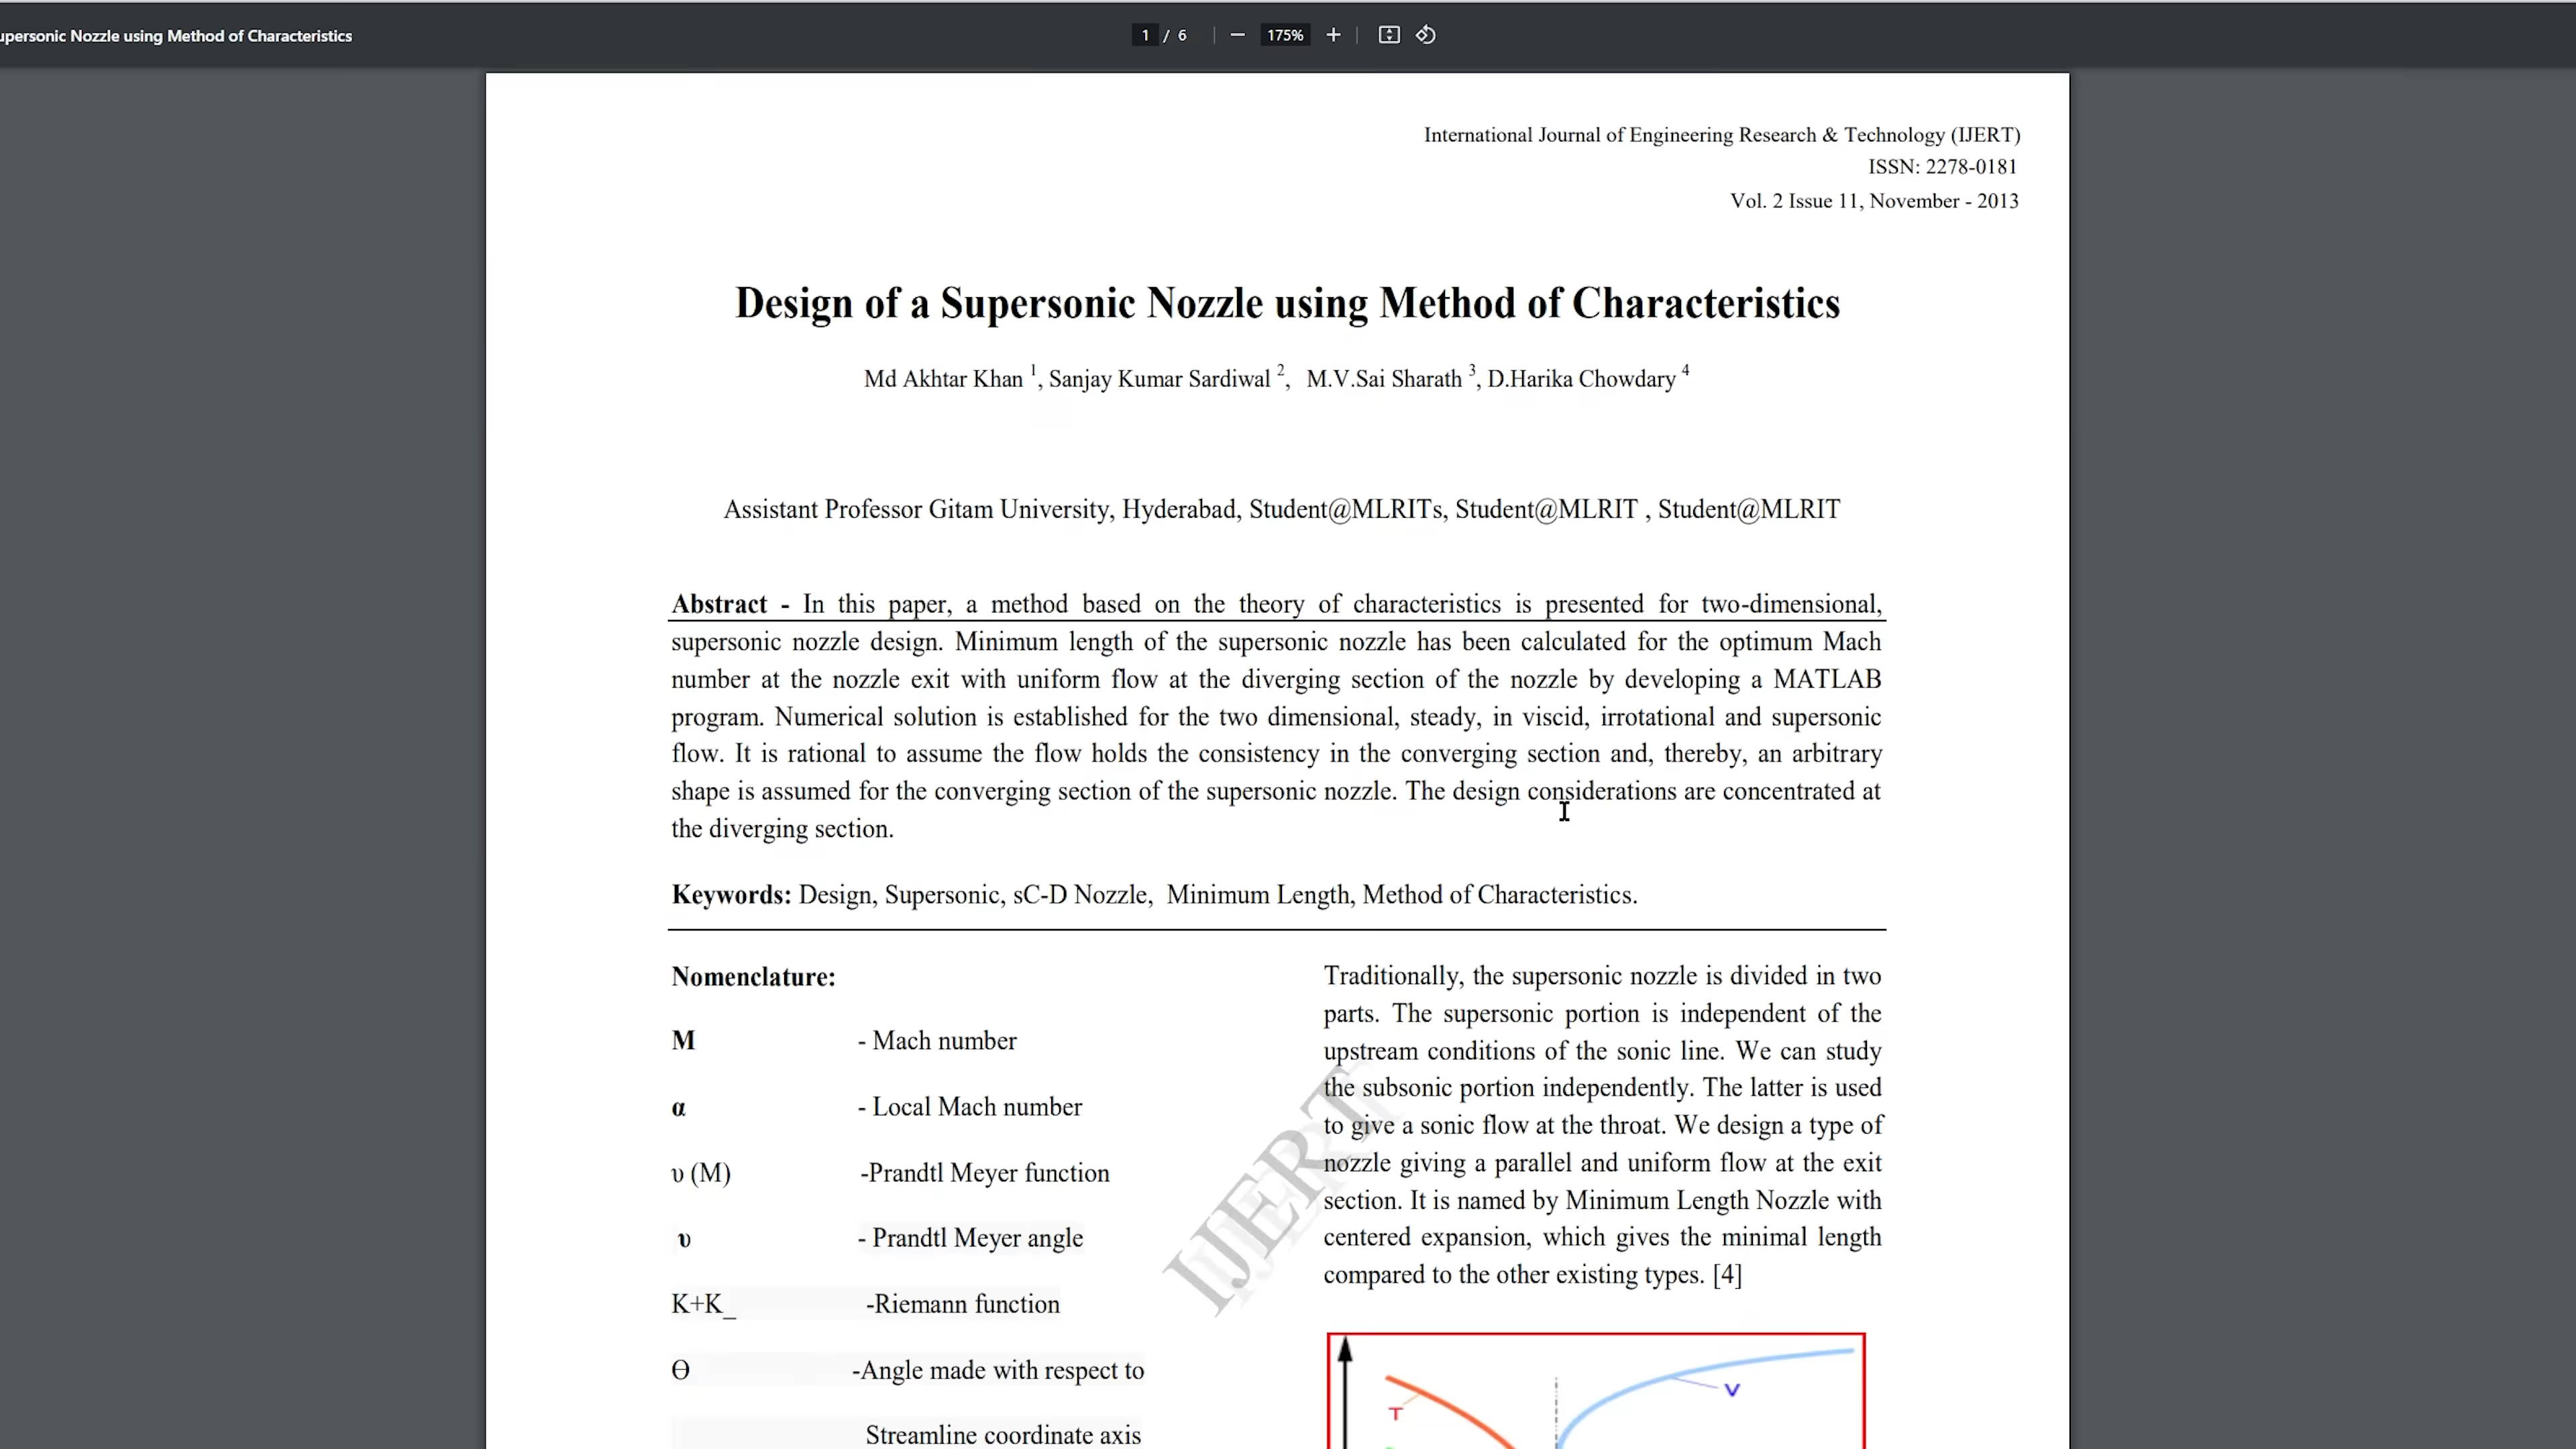 upersonic Nozzle using Method of Characteristics
1 / 6
175%
International Journal of Engineering Research & Technology (IJERT)
ISSN: 2278-0181
Vol. 2 Issue 11, November - 2013
Design of a Supersonic Nozzle using Method of Characteristics
Md Akhtar Khan 1, Sanjay Kumar Sardiwal 2, M.V.Sai Sharath 3, D.Harika Chowdary 4
Assistant Professor Gitam University, Hyderabad, Student@MLRITs, Student@MLRIT , Student@MLRIT
Abstract - In this paper, a method based on the theory of characteristics is presented for two-dimensional,
supersonic nozzle design. Minimum length of the supersonic nozzle has been calculated for the optimum Mach
number at the nozzle exit with uniform flow at the diverging section of the nozzle by developing a MATLAB
program. Numerical solution is established for the two dimensional, steady, in viscid, irrotational and supersonic
flow. It is rational to assume the flow holds the consistency in the converging section and, thereby, an arbitrary
shape is assumed for the converging section of the supersonic nozzle. The design considerations are concentrated at
the diverging section.
Keywords: Design, Supersonic, sC-D Nozzle, Minimum Length, Method of Characteristics.
Nomenclature:
M - Mach number
α - Local Mach number
υ (M) -Prandtl Meyer function
υ - Prandtl Meyer angle
K+K_ -Riemann function
Ө -Angle made with respect to
Streamline coordinate axis
Traditionally, the supersonic nozzle is divided in two
parts. The supersonic portion is independent of the
upstream conditions of the sonic line. We can study
the subsonic portion independently. The latter is used
to give a sonic flow at the throat. We design a type of
nozzle giving a parallel and uniform flow at the exit
section. It is named by Minimum Length Nozzle with
centered expansion, which gives the minimal length
compared to the other existing types. [4]
IJERT
T
V